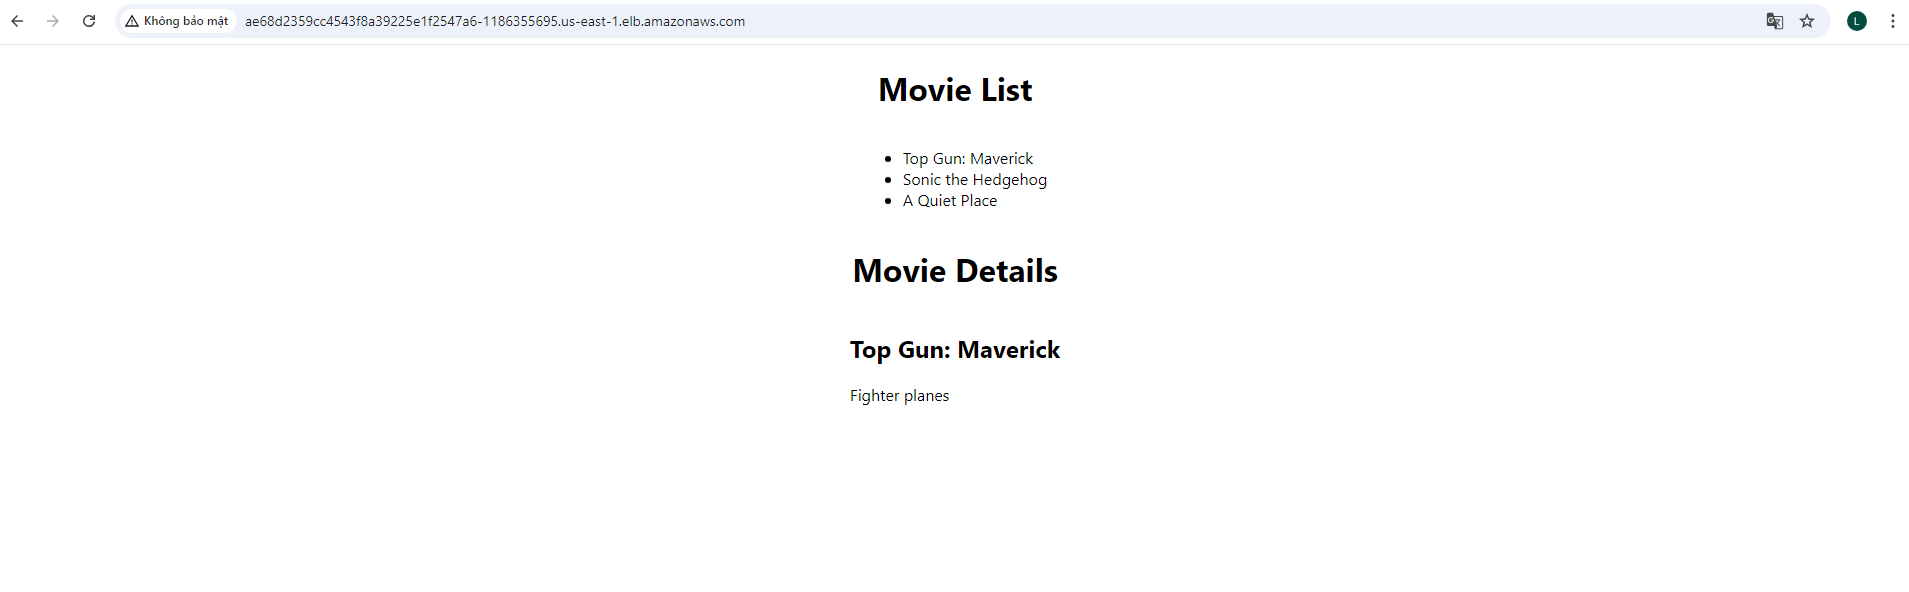 Không bảo mật ae68d2359cc4543f8a39225e1f2547a6-1186355695.us-east-1.elb.amazonaws.com L
Movie List
Top Gun: Maverick
Sonic the Hedgehog
A Quiet Place
Movie Details
Top Gun: Maverick
Fighter planes